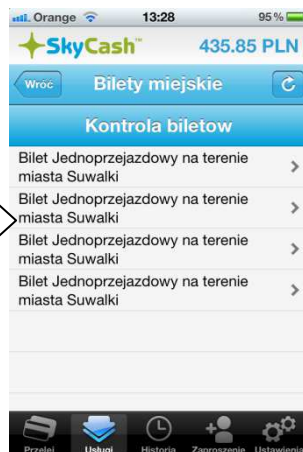 Orange 13:28 95%
SkyCash™ 435.85 PLN
Wróć Bilety miejskie
Kontrola biletow
Bilet Jednoprzejazdowy na terenie
miasta Suwalki
Bilet Jednoprzejazdowy na terenie
miasta Suwalki
Bilet Jednoprzejazdowy na terenie
miasta Suwalki
Bilet Jednoprzejazdowy na terenie
miasta Suwalki
Przelej Usługi Historia Zaproszenie Ustawienia